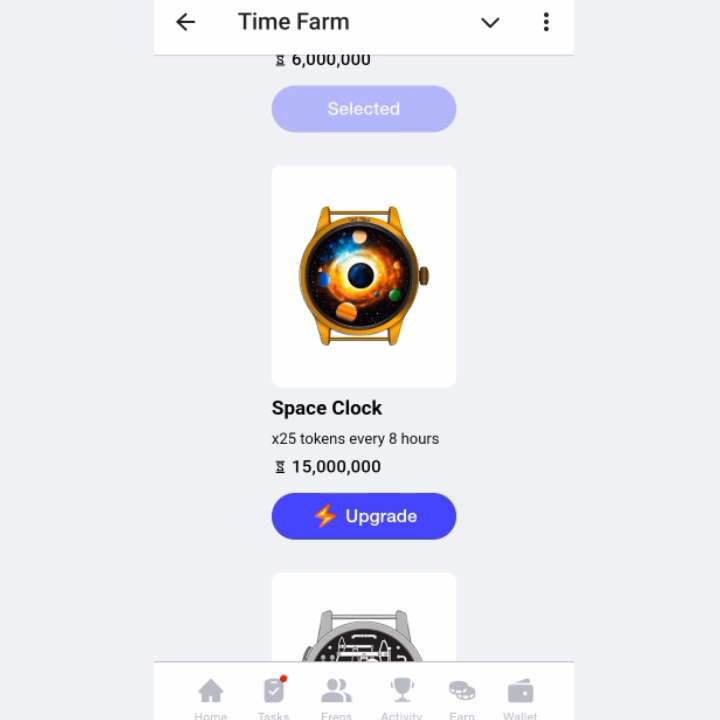 Time Farm
6,000,000
Selected
Space Clock
x25 tokens every 8 hours
15,000,000
Upgrade
Home
Tasks
Frens
Activity
Earn
Wallet